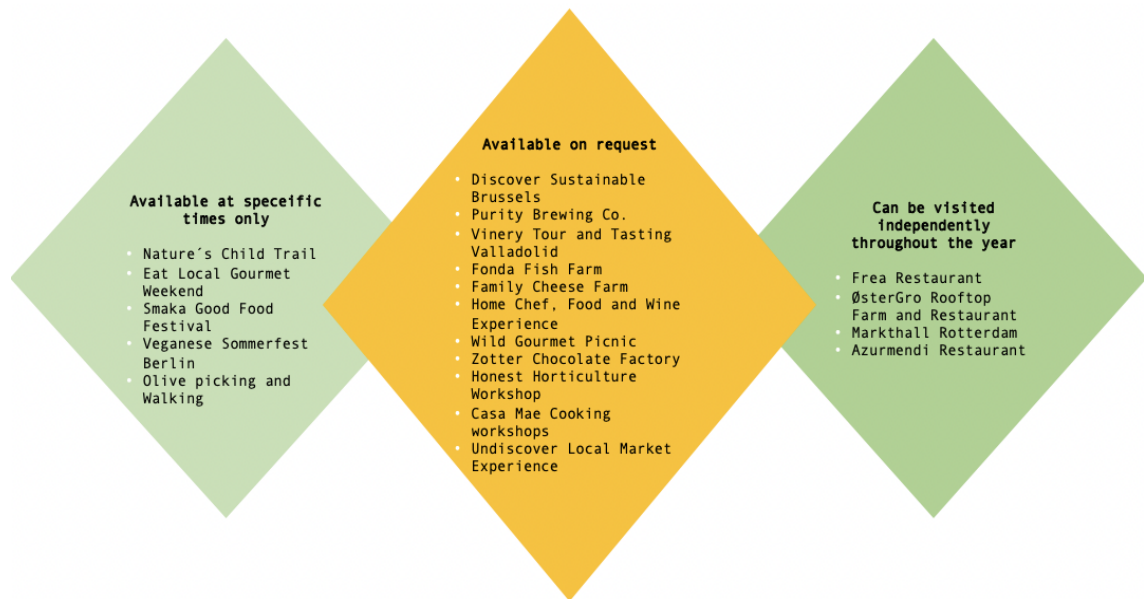 Available at speceific
times only
• Nature´s Child Trail
• Eat Local Gourmet
Weekend
• Smaka Good Food
Festival
• Veganese Sommerfest
Berlin
• Olive picking and
Walking
Available on request
• Discover Sustainable
Brussels
• Purity Brewing Co.
• Vinery Tour and Tasting
Valladolid
• Fonda Fish Farm
• Family Cheese Farm
• Home Chef, Food and Wine
Experience
• Wild Gourmet Picnic
• Zotter Chocolate Factory
• Honest Horticulture
Workshop
• Casa Mae Cooking
workshops
• Undiscover Local Market
Experience
Can be visited
independently
throughout the year
• Frea Restaurant
• ØsterGro Rooftop
Farm and Restaurant
• Markthall Rotterdam
• Azurmendi Restaurant